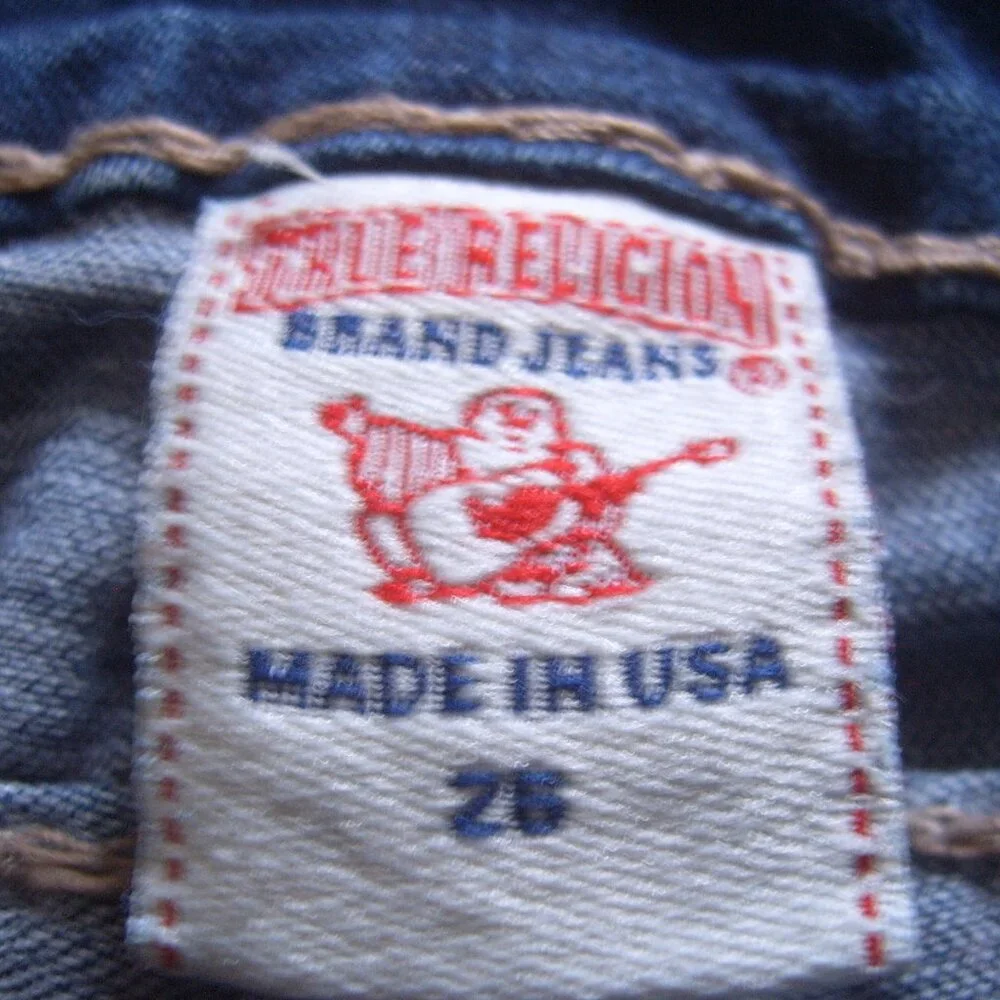 TRUE RELIGION
BRAND JEANS ®
MADE IN USA
26